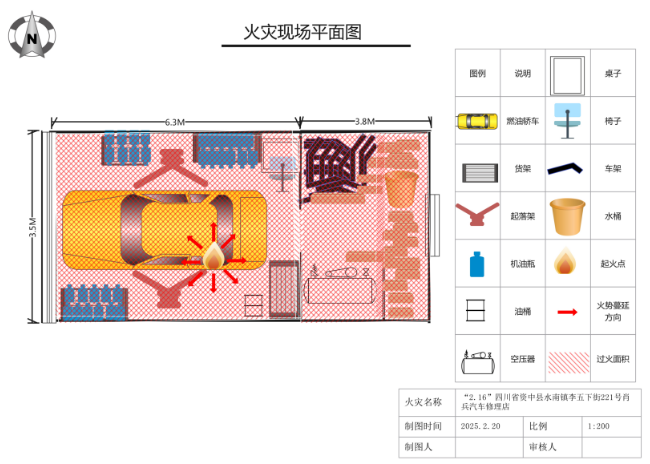 火灾现场平面图
N
6.3M
3.8M
3.5M
图例 说明 桌子
燃油轿车 椅子
货架 车架
起落架 水桶
机油瓶 起火点
油桶 火势蔓延
方向
空压器 过火面积
火灾名称 “2.16”四川省资中县水南镇李五下街221号肖
兵汽车修理店
制图时间 2025.2.20 比例 1:200
制图人 审核人